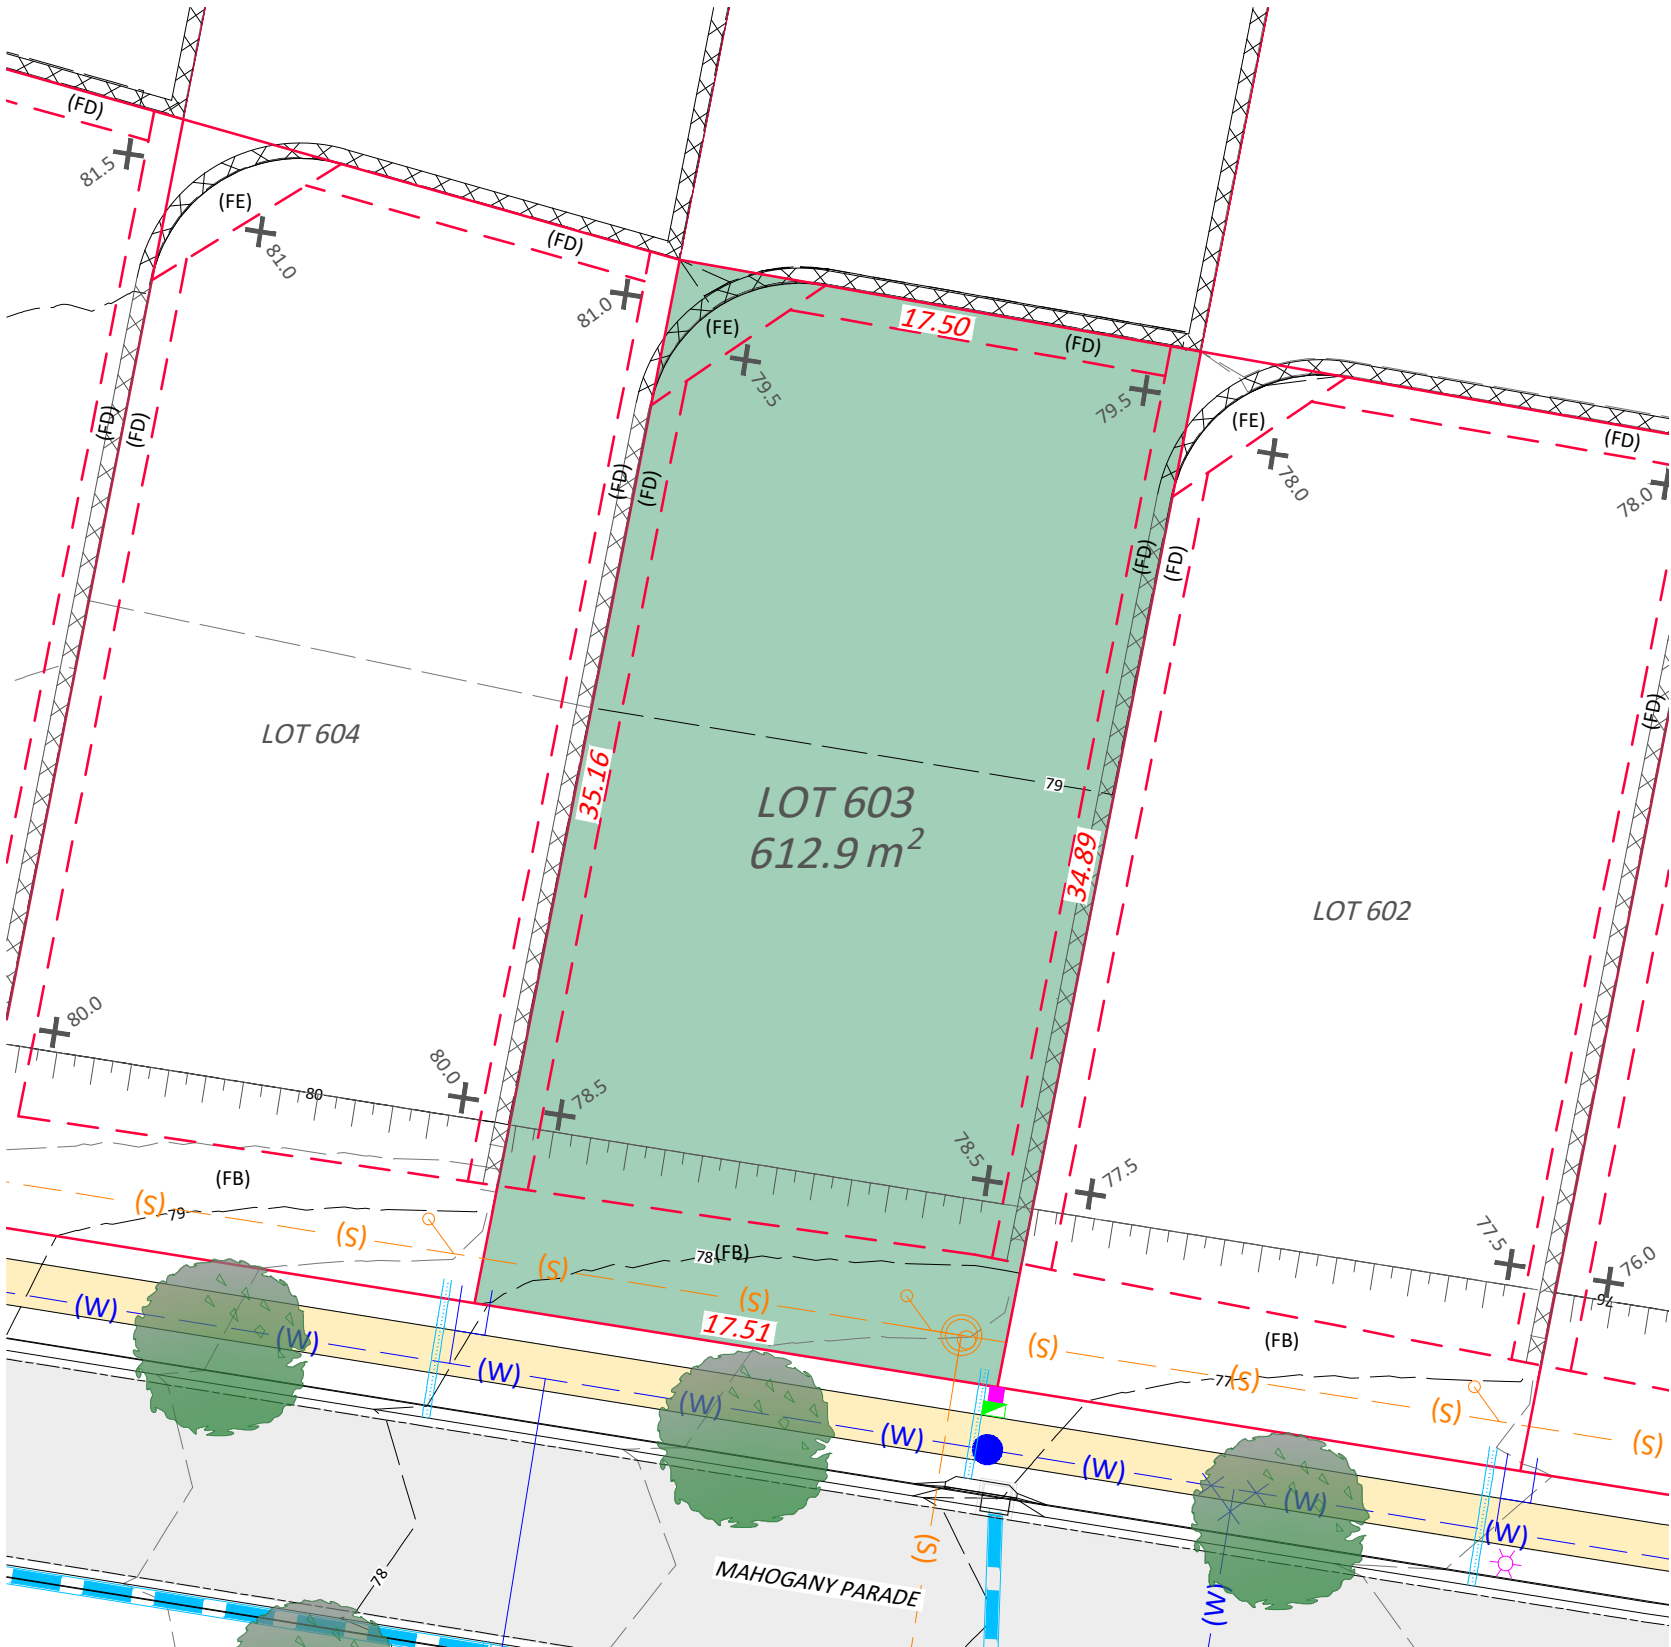 (FD)
81.5
(FE)
81.0
(FD)
81.0
(FE)
79.5
17.50
(FD)
79.5
(FE)
78.0
(FD)
78.0
(FD)
(FD)
(FD)
(FD)
(FD)
(FD)
(FD)
LOT 604
35.16
79
LOT 603
612.9 m²
34.89
LOT 602
80.0
80
80.0
78.5
78.5
77.5
77.5
76.0
76
(FB)
(S)
79
(S)
(S)
78
(FB)
(S)
17.51
(S)
(FB)
77
(S)
(S)
(S)
(W)
(W)
(W)
(W)
(W)
(W)
(W)
(W)
(S)
(W)
78
MAHOGANY PARADE